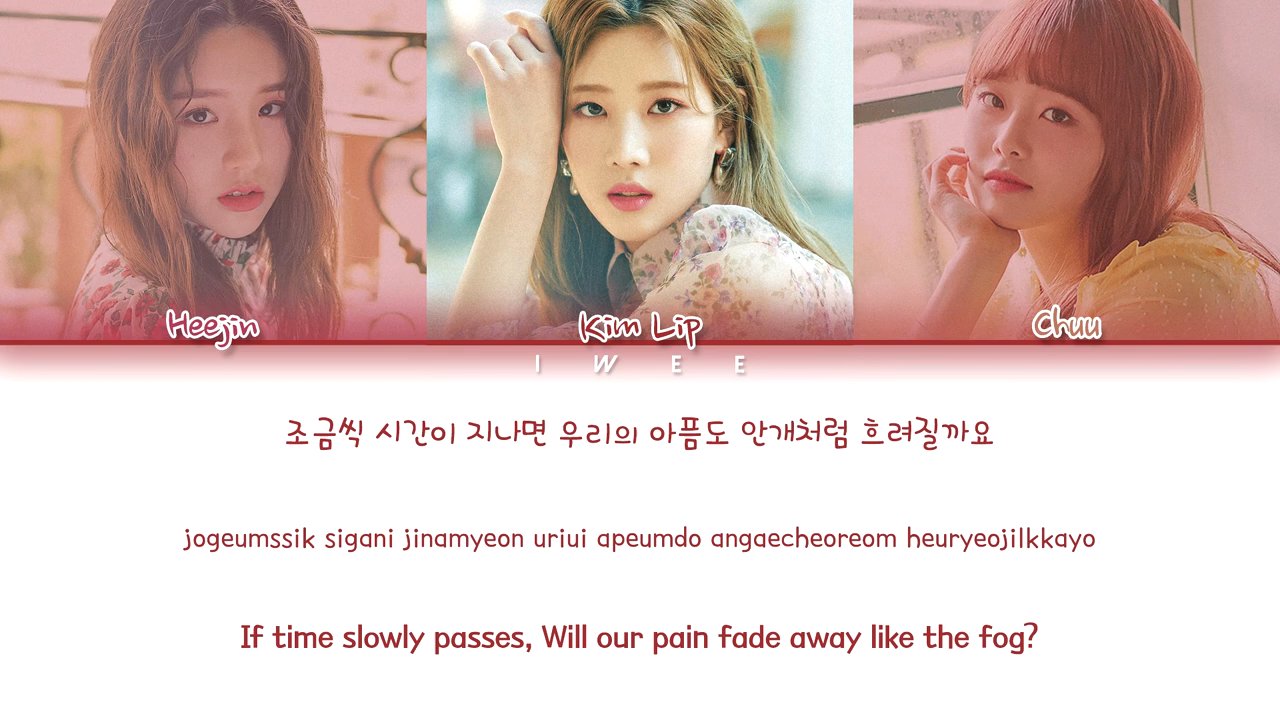 Heejin Kim Lip Chuu
I W E E
조금씩 시간이 지나면 우리의 아픔도 안개처럼 흐려질까요
jogeumssik sigani jinamyeon uriui apeumdo angaecheoreom heuryeojilkkayo
If time slowly passes, Will our pain fade away like the fog?